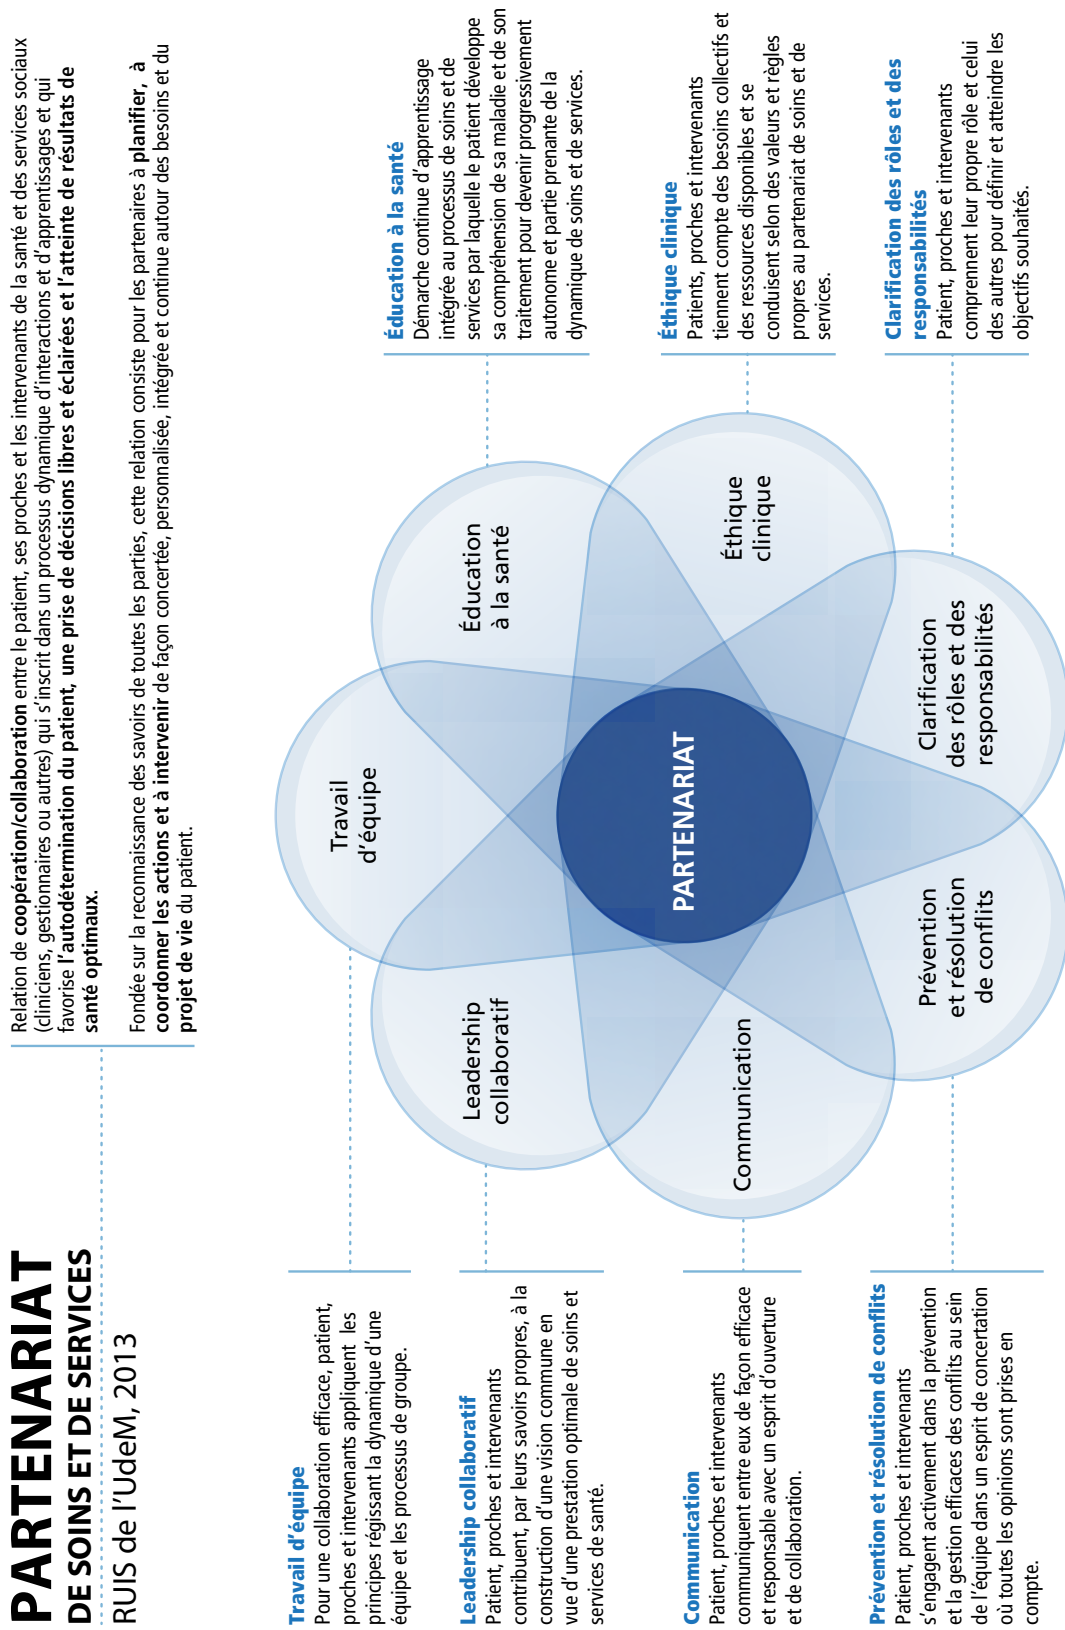 PARTENARIAT
DE SOINS ET DE SERVICES
RUIS de l'UdeM, 2013
Relation de coopération/collaboration entre le patient, ses proches et les intervenants de la santé et des services sociaux
(cliniciens, gestionnaires ou autres) qui s'inscrit dans un processus dynamique d'interactions et d'apprentissages et qui
favorise l'autodétermination du patient, une prise de décisions libres et éclairées et l'atteinte de résultats de
santé optimaux.
Fondée sur la reconnaissance des savoirs de toutes les parties, cette relation consiste pour les partenaires à planifier, à
coordonner les actions et à intervenir de façon concertée, personnalisée, intégrée et continue autour des besoins et du
projet de vie du patient.
Travail d'équipe
Pour une collaboration efficace, patient,
proches et intervenants appliquent les
principes régissant la dynamique d'une
équipe et les processus de groupe.
Leadership collaboratif
Patient, proches et intervenants
contribuent, par leurs savoirs propres, à la
construction d'une vision commune en
vue d'une prestation optimale de soins et
services de santé.
Communication
Patient, proches et intervenants
communiquent entre eux de façon efficace
et responsable avec un esprit d'ouverture
et de collaboration.
Prévention et résolution de conflits
Patient, proches et intervenants
s'engagent activement dans la prévention
et la gestion efficaces des conflits au sein
de l'équipe dans un esprit de concertation
où toutes les opinions sont prises en
compte.
Travail
d'équipe
Leadership
collaboratif
Éducation
à la santé
PARTENARIAT
Communication
Éthique
clinique
Prévention
et résolution
de conflits
Clarification
des rôles et des
responsabilités
Éducation à la santé
Démarche continue d'apprentissage
intégrée au processus de soins et de
services par laquelle le patient développe
sa compréhension de sa maladie et de son
traitement pour devenir progressivement
autonome et partie prenante de la
dynamique de soins et de services.
Éthique clinique
Patients, proches et intervenants
tiennent compte des besoins collectifs et
des ressources disponibles et se
conduisent selon des valeurs et règles
propres au partenariat de soins et de
services.
Clarification des rôles et des
responsabilités
Patient, proches et intervenants
comprennent leur propre rôle et celui
des autres pour définir et atteindre les
objectifs souhaités.